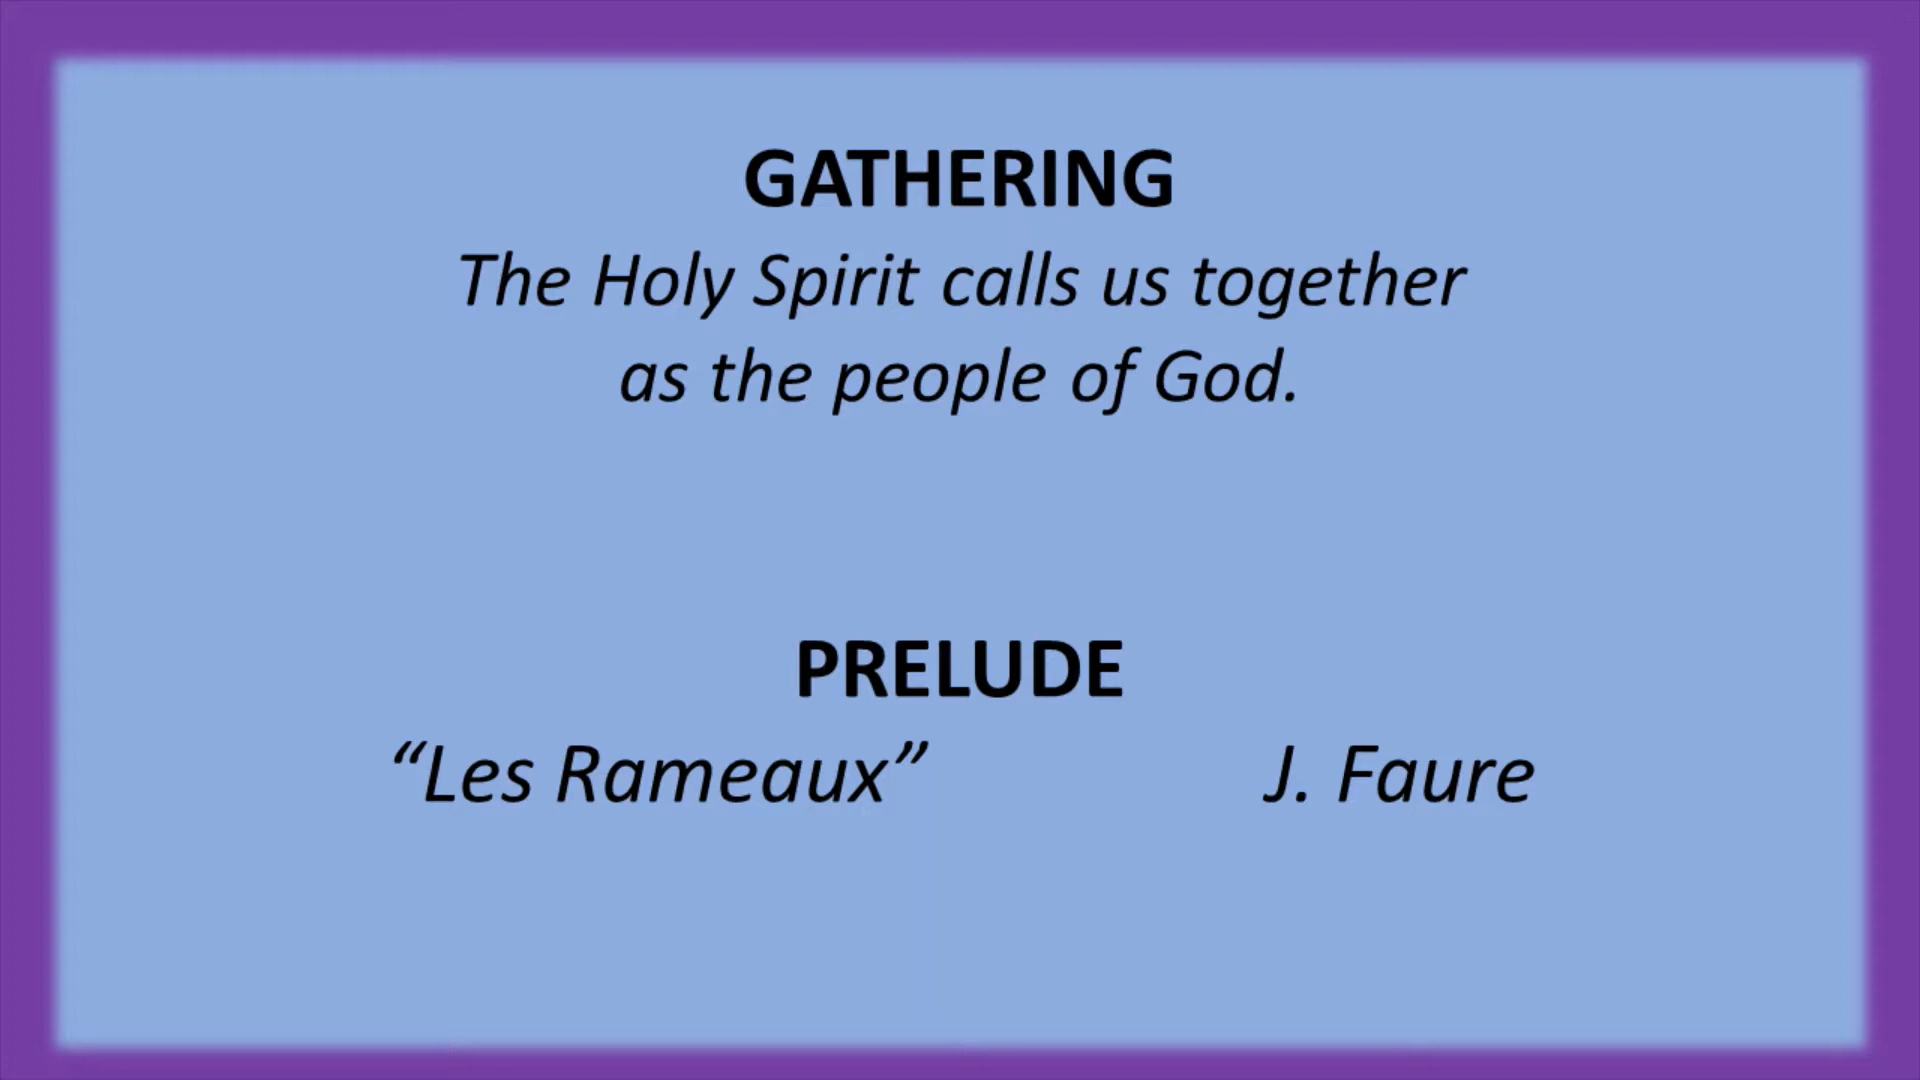 GATHERING
The Holy Spirit calls us together
as the people of God.
PRELUDE
“Les Rameaux” J. Faure